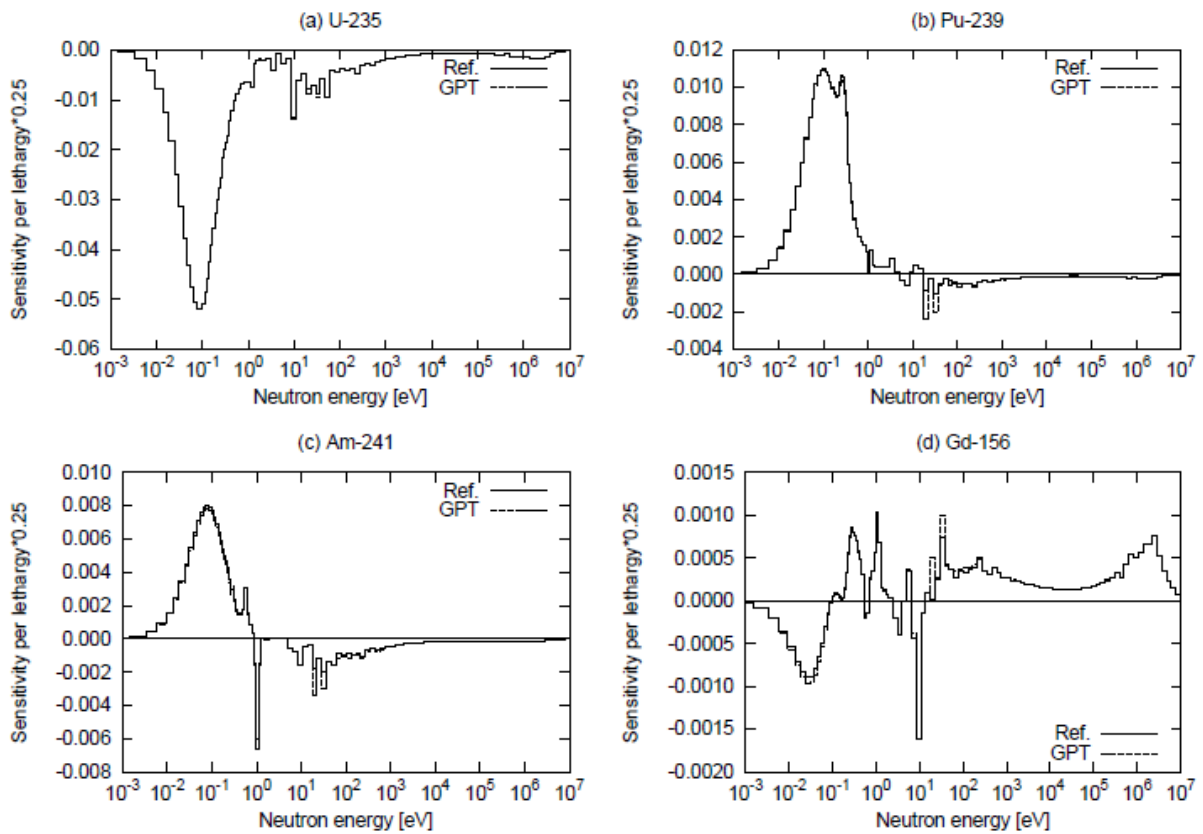 (a) U-235
Sensitivity per lethargy*0.25
0.00
-0.01
-0.02
-0.03
-0.04
-0.05
-0.06
Ref.
GPT
10-3 10-2 10-1 100 101 102 103 104 105 106 107
Neutron energy [eV]
(b) Pu-239
Sensitivity per lethargy*0.25
0.012
0.010
0.008
0.006
0.004
0.002
0.000
-0.002
-0.004
Ref.
GPT
10-3 10-2 10-1 100 101 102 103 104 105 106 107
Neutron energy [eV]
(c) Am-241
Sensitivity per lethargy*0.25
0.010
0.008
0.006
0.004
0.002
0.000
-0.002
-0.004
-0.006
-0.008
Ref.
GPT
10-3 10-2 10-1 100 101 102 103 104 105 106 107
Neutron energy [eV]
(d) Gd-156
Sensitivity per lethargy*0.25
0.0015
0.0010
0.0005
0.0000
-0.0005
-0.0010
-0.0015
-0.0020
Ref.
GPT
10-3 10-2 10-1 100 101 102 103 104 105 106 107
Neutron energy [eV]